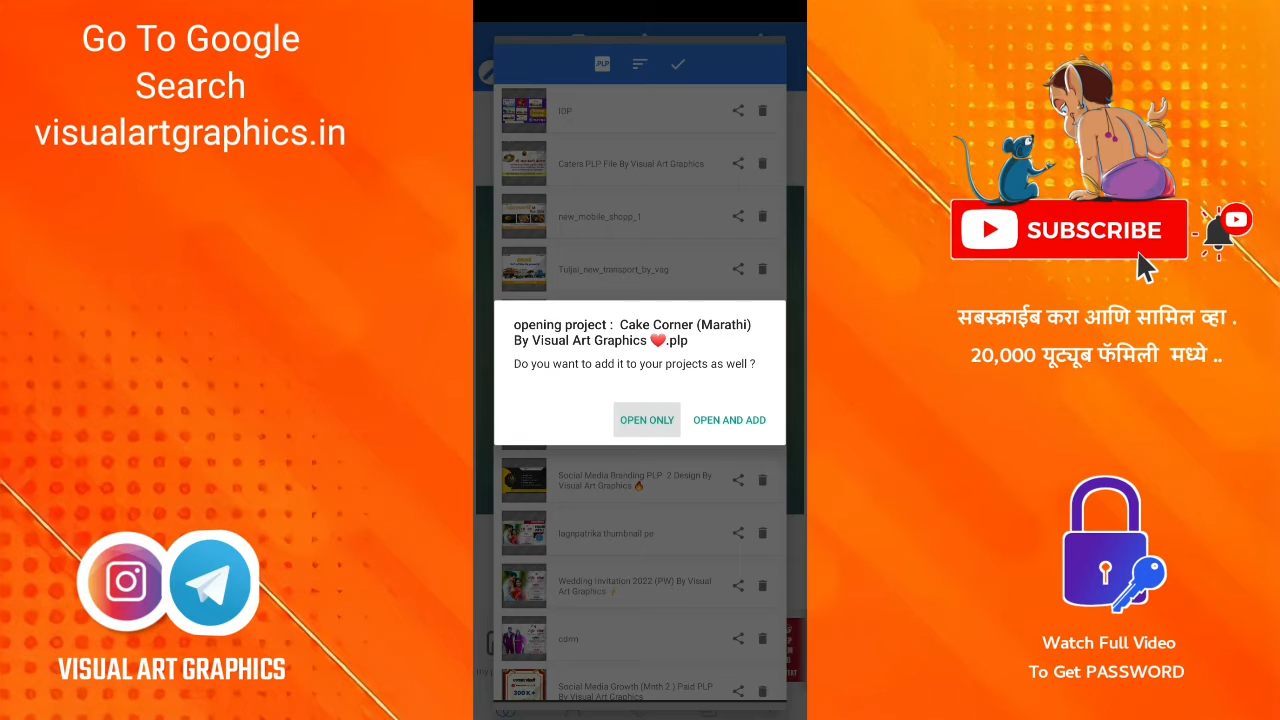 Go To Google
Search
visualartgraphics.in
VISUAL ART GRAPHICS
.PLP
IOP
Caters PLP File By Visual Art Graphics
new_mobile_shopp_1
Tuljai_new_transport_by_vag
opening project :  Cake Corner (Marathi)
By Visual Art Graphics ❤️.plp
Do you want to add it to your projects as well ?
OPEN ONLY
OPEN AND ADD
Social Media Branding PLP  2 Design By
Visual Art Graphics 🔥
lagnpatrika thumbnail pe
Wedding Invitation 2022 (PW) By Visual
Art Graphics ⚡
cdrm
Social Media Growth (Mnth 2 ) Paid PLP
By Visual Art Graphics
SUBSCRIBE
सबस्क्राईब करा आणि सामिल व्हा .
20,000 यूट्यूब फॅमिली  मध्ये ..
Watch Full Video
To Get PASSWORD